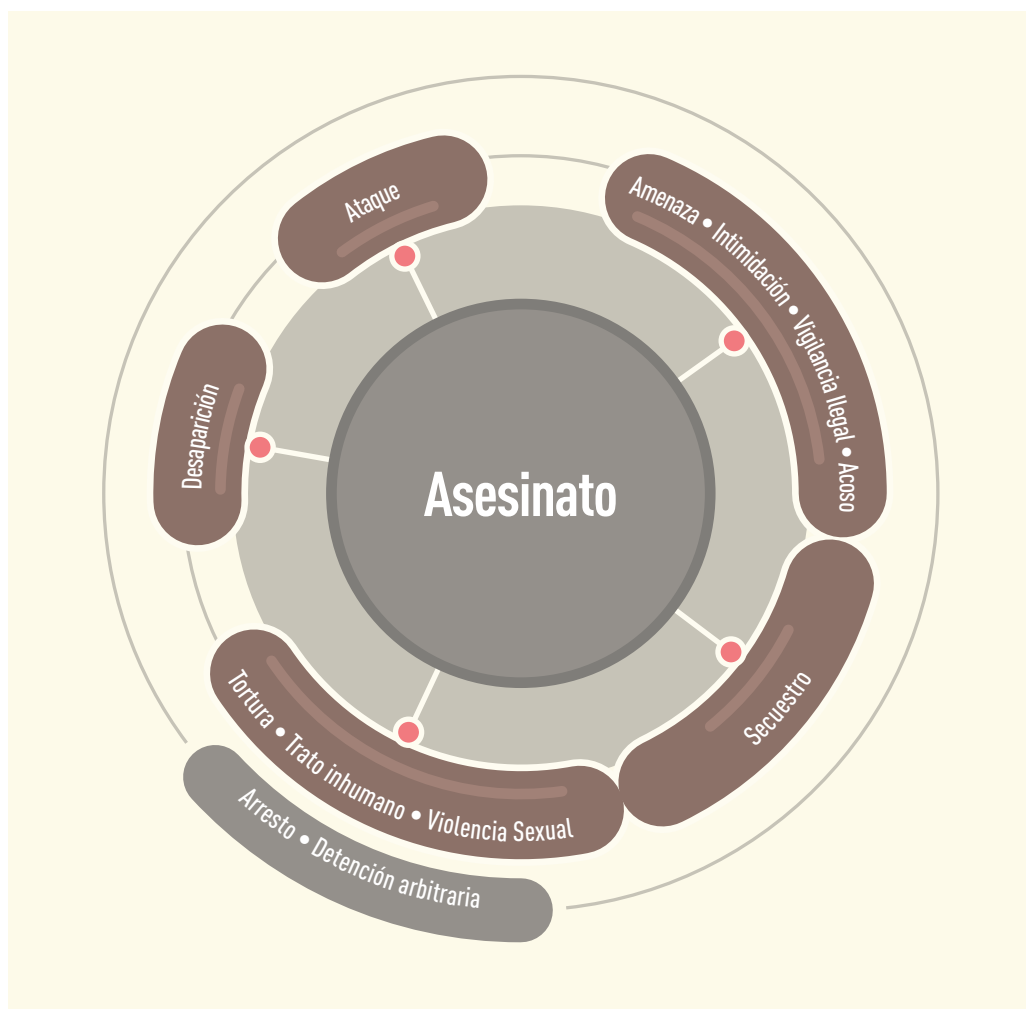 Ataque
Amenaza • Intimidación • Vigilancia Ilegal • Acoso
Desaparición
Asesinato
Secuestro
Tortura • Trato inhumano • Violencia Sexual
Arresto • Detención arbitraria